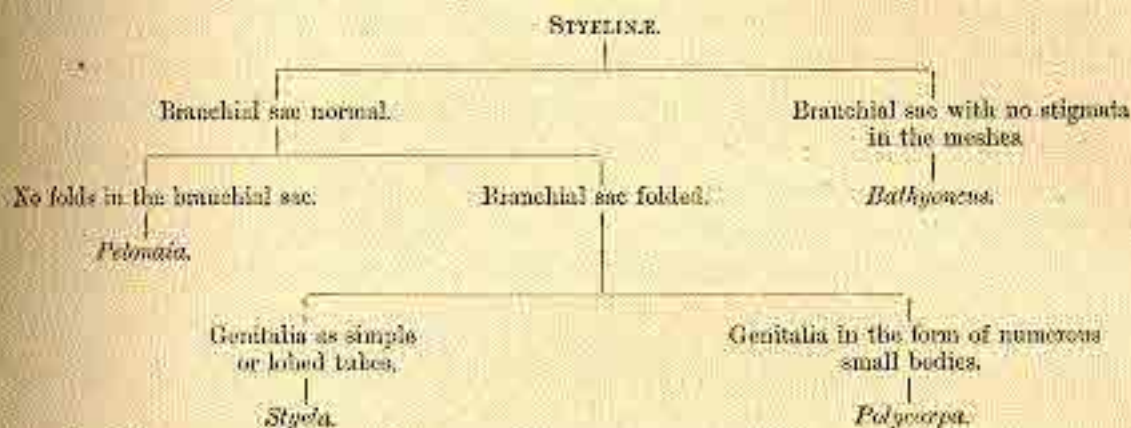 STYELINÆ.
Branchial sac normal.
Branchial sac with no stigmata
in the meshes
No folds in the branchial sac.
Branchial sac folded.
Bathyoncus.
Pelonaia.
Genitalia as simple
or lobed tubes.
Genitalia in the form of numerous
small bodies.
Styela.
Polycarpa.